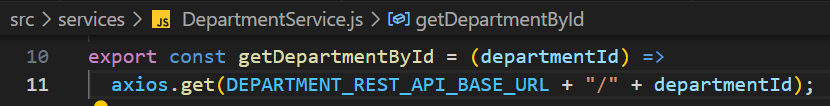 src > services > JS DepartmentService.js > getDepartmentById
10 export const getDepartmentById = (departmentId) =>
11 axios.get(DEPARTMENT_REST_API_BASE_URL + "/" + departmentId);